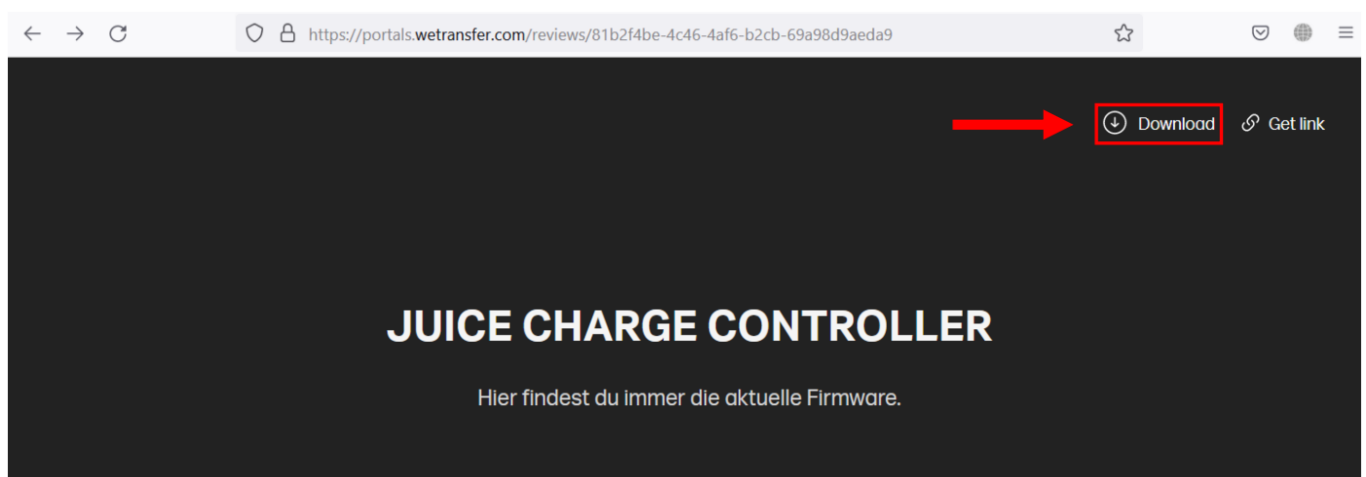 https://portals.wetransfer.com/reviews/81b2f4be-4c46-4af6-b2cb-69a98d9aeda9
Download Get link
JUICE CHARGE CONTROLLER
Hier findest du immer die aktuelle Firmware.